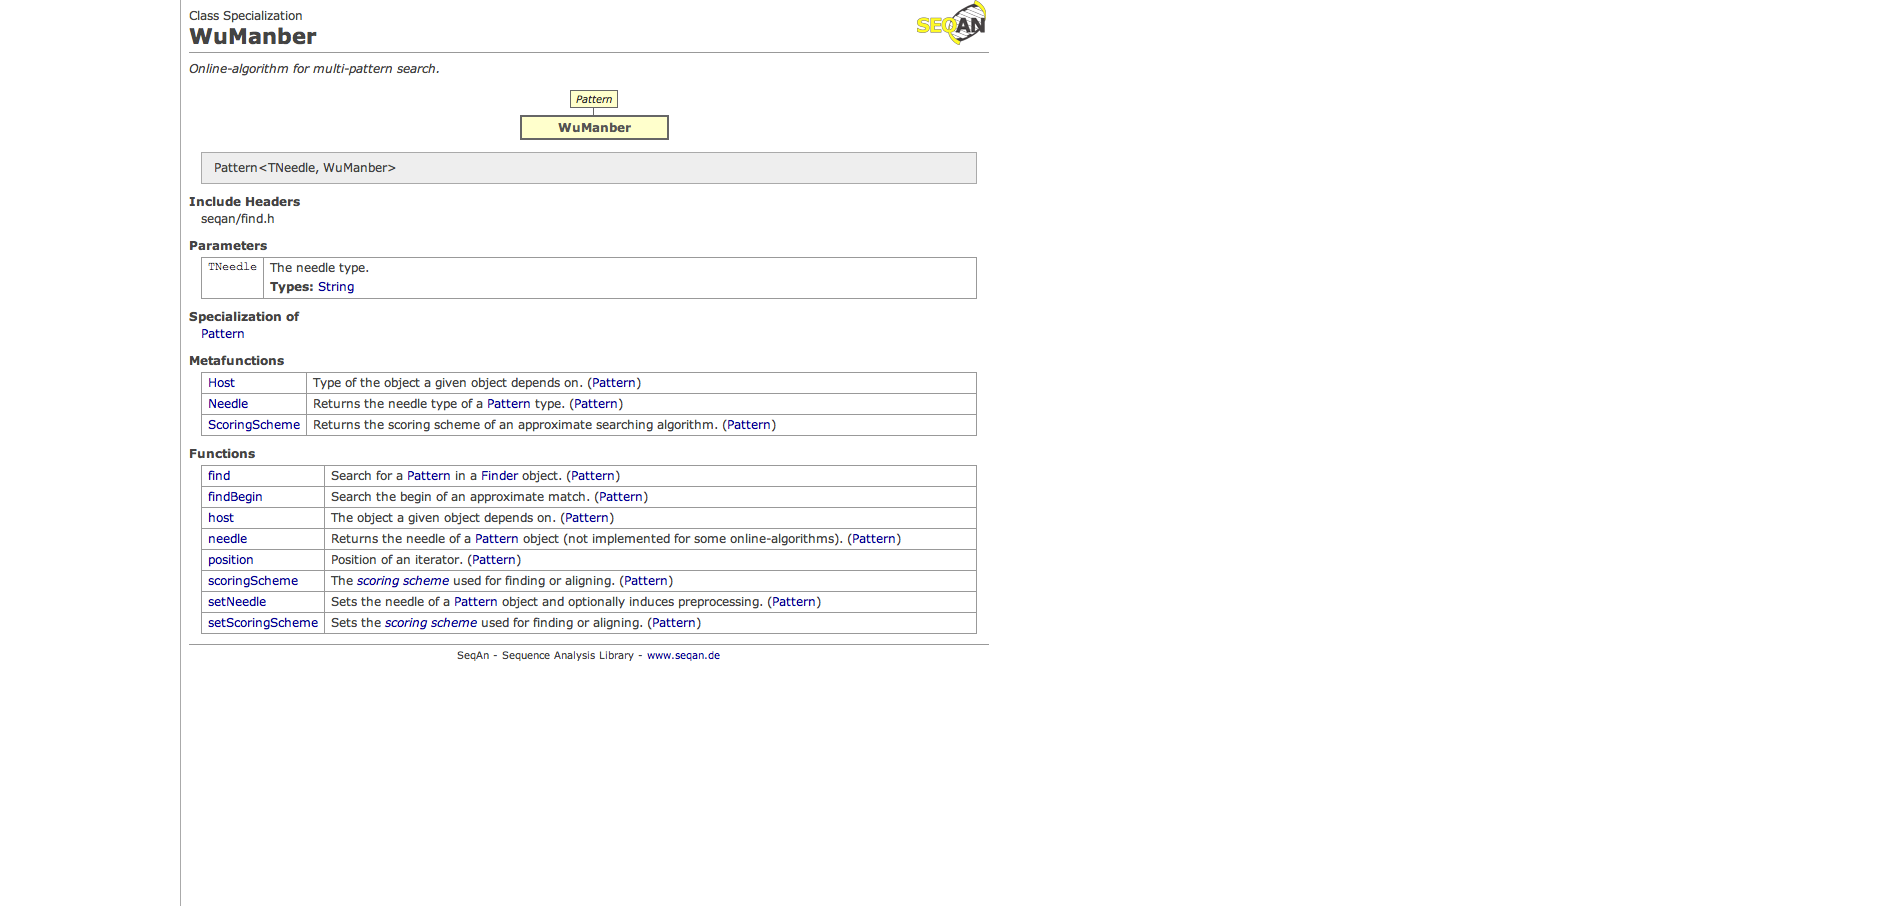 Class Specialization
WuManber
SEQAN
Online-algorithm for multi-pattern search.
Pattern
WuManber
Pattern<TNeedle, WuManber>
Include Headers
seqan/find.h
Parameters
TNeedle The needle type.
Types: String
Specialization of
Pattern
Metafunctions
Host Type of the object a given object depends on. (Pattern)
Needle Returns the needle type of a Pattern type. (Pattern)
ScoringScheme Returns the scoring scheme of an approximate searching algorithm. (Pattern)
Functions
find Search for a Pattern in a Finder object. (Pattern)
findBegin Search the begin of an approximate match. (Pattern)
host The object a given object depends on. (Pattern)
needle Returns the needle of a Pattern object (not implemented for some online-algorithms). (Pattern)
position Position of an iterator. (Pattern)
scoringScheme The scoring scheme used for finding or aligning. (Pattern)
setNeedle Sets the needle of a Pattern object and optionally induces preprocessing. (Pattern)
setScoringScheme Sets the scoring scheme used for finding or aligning. (Pattern)
SeqAn - Sequence Analysis Library - www.seqan.de